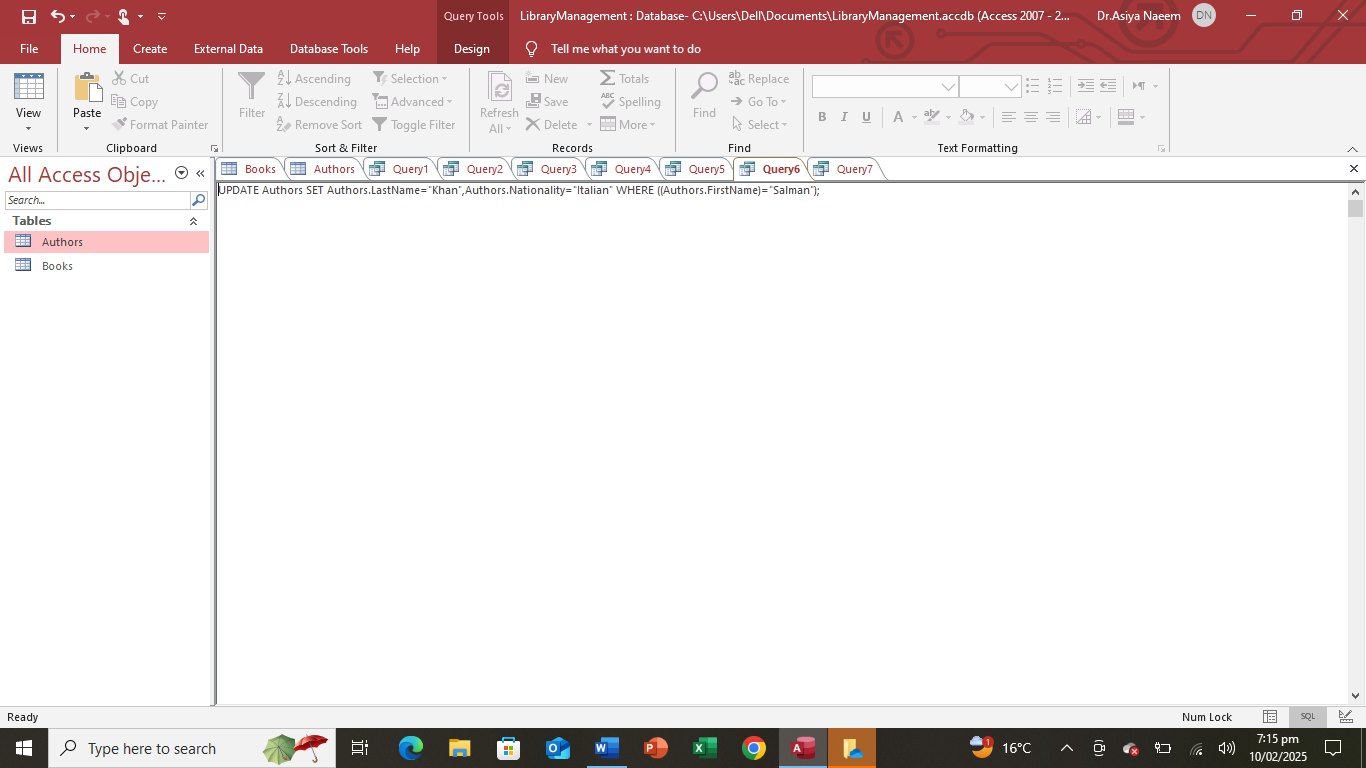 Query Tools
LibraryManagement : Database- C:\Users\Dell\Documents\LibraryManagement.accdb (Access 2007 - 2...
Dr.Asiya Naeem
DN
File
Home
Create
External Data
Database Tools
Help
Design
Tell me what you want to do
View
Paste
Cut
Copy
Format Painter
Filter
Ascending
Descending
Remove Sort
Selection
Advanced
Toggle Filter
Refresh
All
New
Save
Delete
Totals
Spelling
More
Find
Replace
Go To
Select
B I U A
Views
Clipboard
Sort & Filter
Records
Find
Text Formatting
All Access Obje...
Search...
Tables
Authors
Books
Books
Authors
Query1
Query2
Query3
Query4
Query5
Query6
Query7
UPDATE Authors SET Authors.LastName="Khan",Authors.Nationality="Italian" WHERE ((Authors.FirstName)="Salman");
Ready
Num Lock
SQL
Type here to search
16°C
7:15 pm
10/02/2025